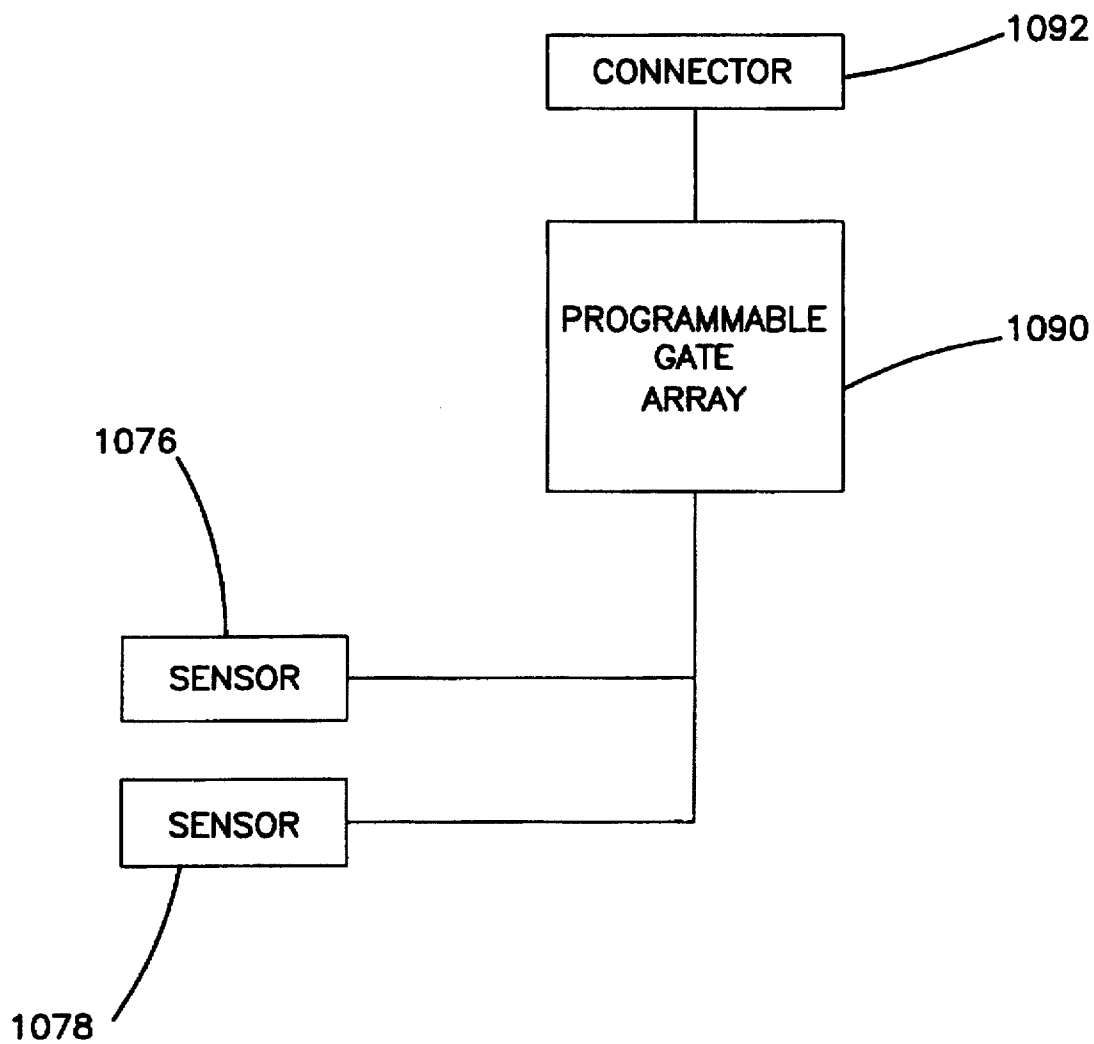 1092
CONNECTOR
PROGRAMMABLE
GATE
ARRAY
1090
1076
SENSOR
SENSOR
1078